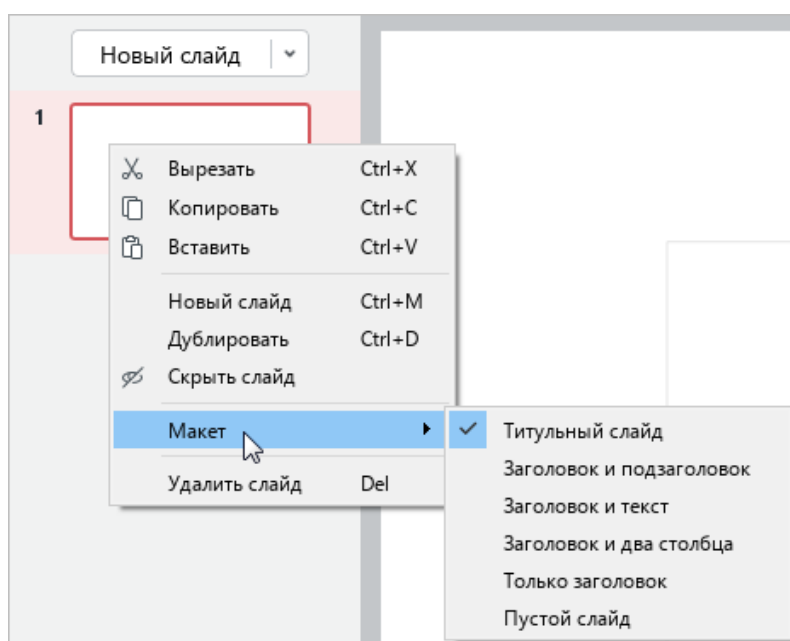 Новый слайд
1
Вырезать Ctrl+X
Копировать Ctrl+C
Вставить Ctrl+V
Новый слайд Ctrl+M
Дублировать Ctrl+D
Скрыть слайд
Макет
Удалить слайд Del
Титульный слайд
Заголовок и подзаголовок
Заголовок и текст
Заголовок и два столбца
Только заголовок
Пустой слайд